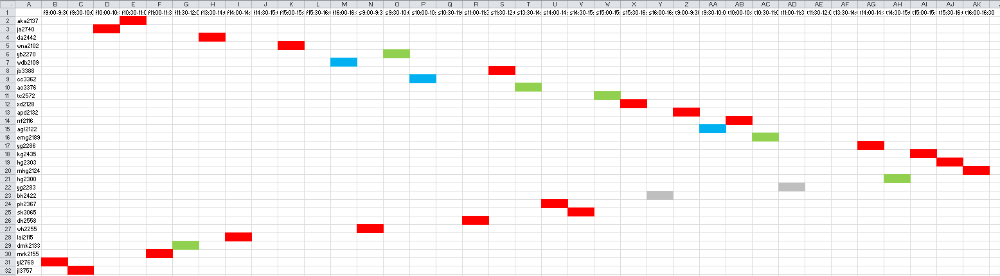 A B C D E F G H I J K L M N O P Q R S T U V W X Y Z AA AB AC AD AE AF AG AH AI AJ AK
1 f9:00-9:30 f9:30-10:0 f10:00-10: f10:30-11:0 f11:00-11:3 f11:30-12:0 f13:30-14:0 f14:00-14: f14:30-15:0 f15:00-15: f15:30-16:0 f16:00-16: s9:00-9:3 s9:30-10:0 s10:00-10: s10:30-11:0 s11:00-11:3 s11:30-12:0 s13:30-14: s14:00-14: s14:30-15: s15:00-15: s15:30-16: s16:00-16: t9:00-9:30 t9:30-10:0 t10:00-10: t10:30-11:0 t11:00-11:3 t11:30-12:0 t13:30-14:0 t14:00-14: t14:30-15:0 t15:00-15: t15:30-16:0 t16:00-16:30
2 aka2137
3 ja2740
4 da2442
5 wna2102
6 yb2270
7 wdb2109
8 jb3388
9 cc3362
10 ac3376
11 tc2572
12 xd2128
13 apd2132
14 rrf2116
15 agf2122
16 emg2189
17 yg2286
18 kg2435
19 hg2303
20 mhg2124
21 hg2300
22 yg2283
23 bh2422
24 ph2367
25 sh3065
26 dh2558
27 wh2255
28 lai2115
29 dmk2133
30 mrk2155
31 yl2769
32 jl3757